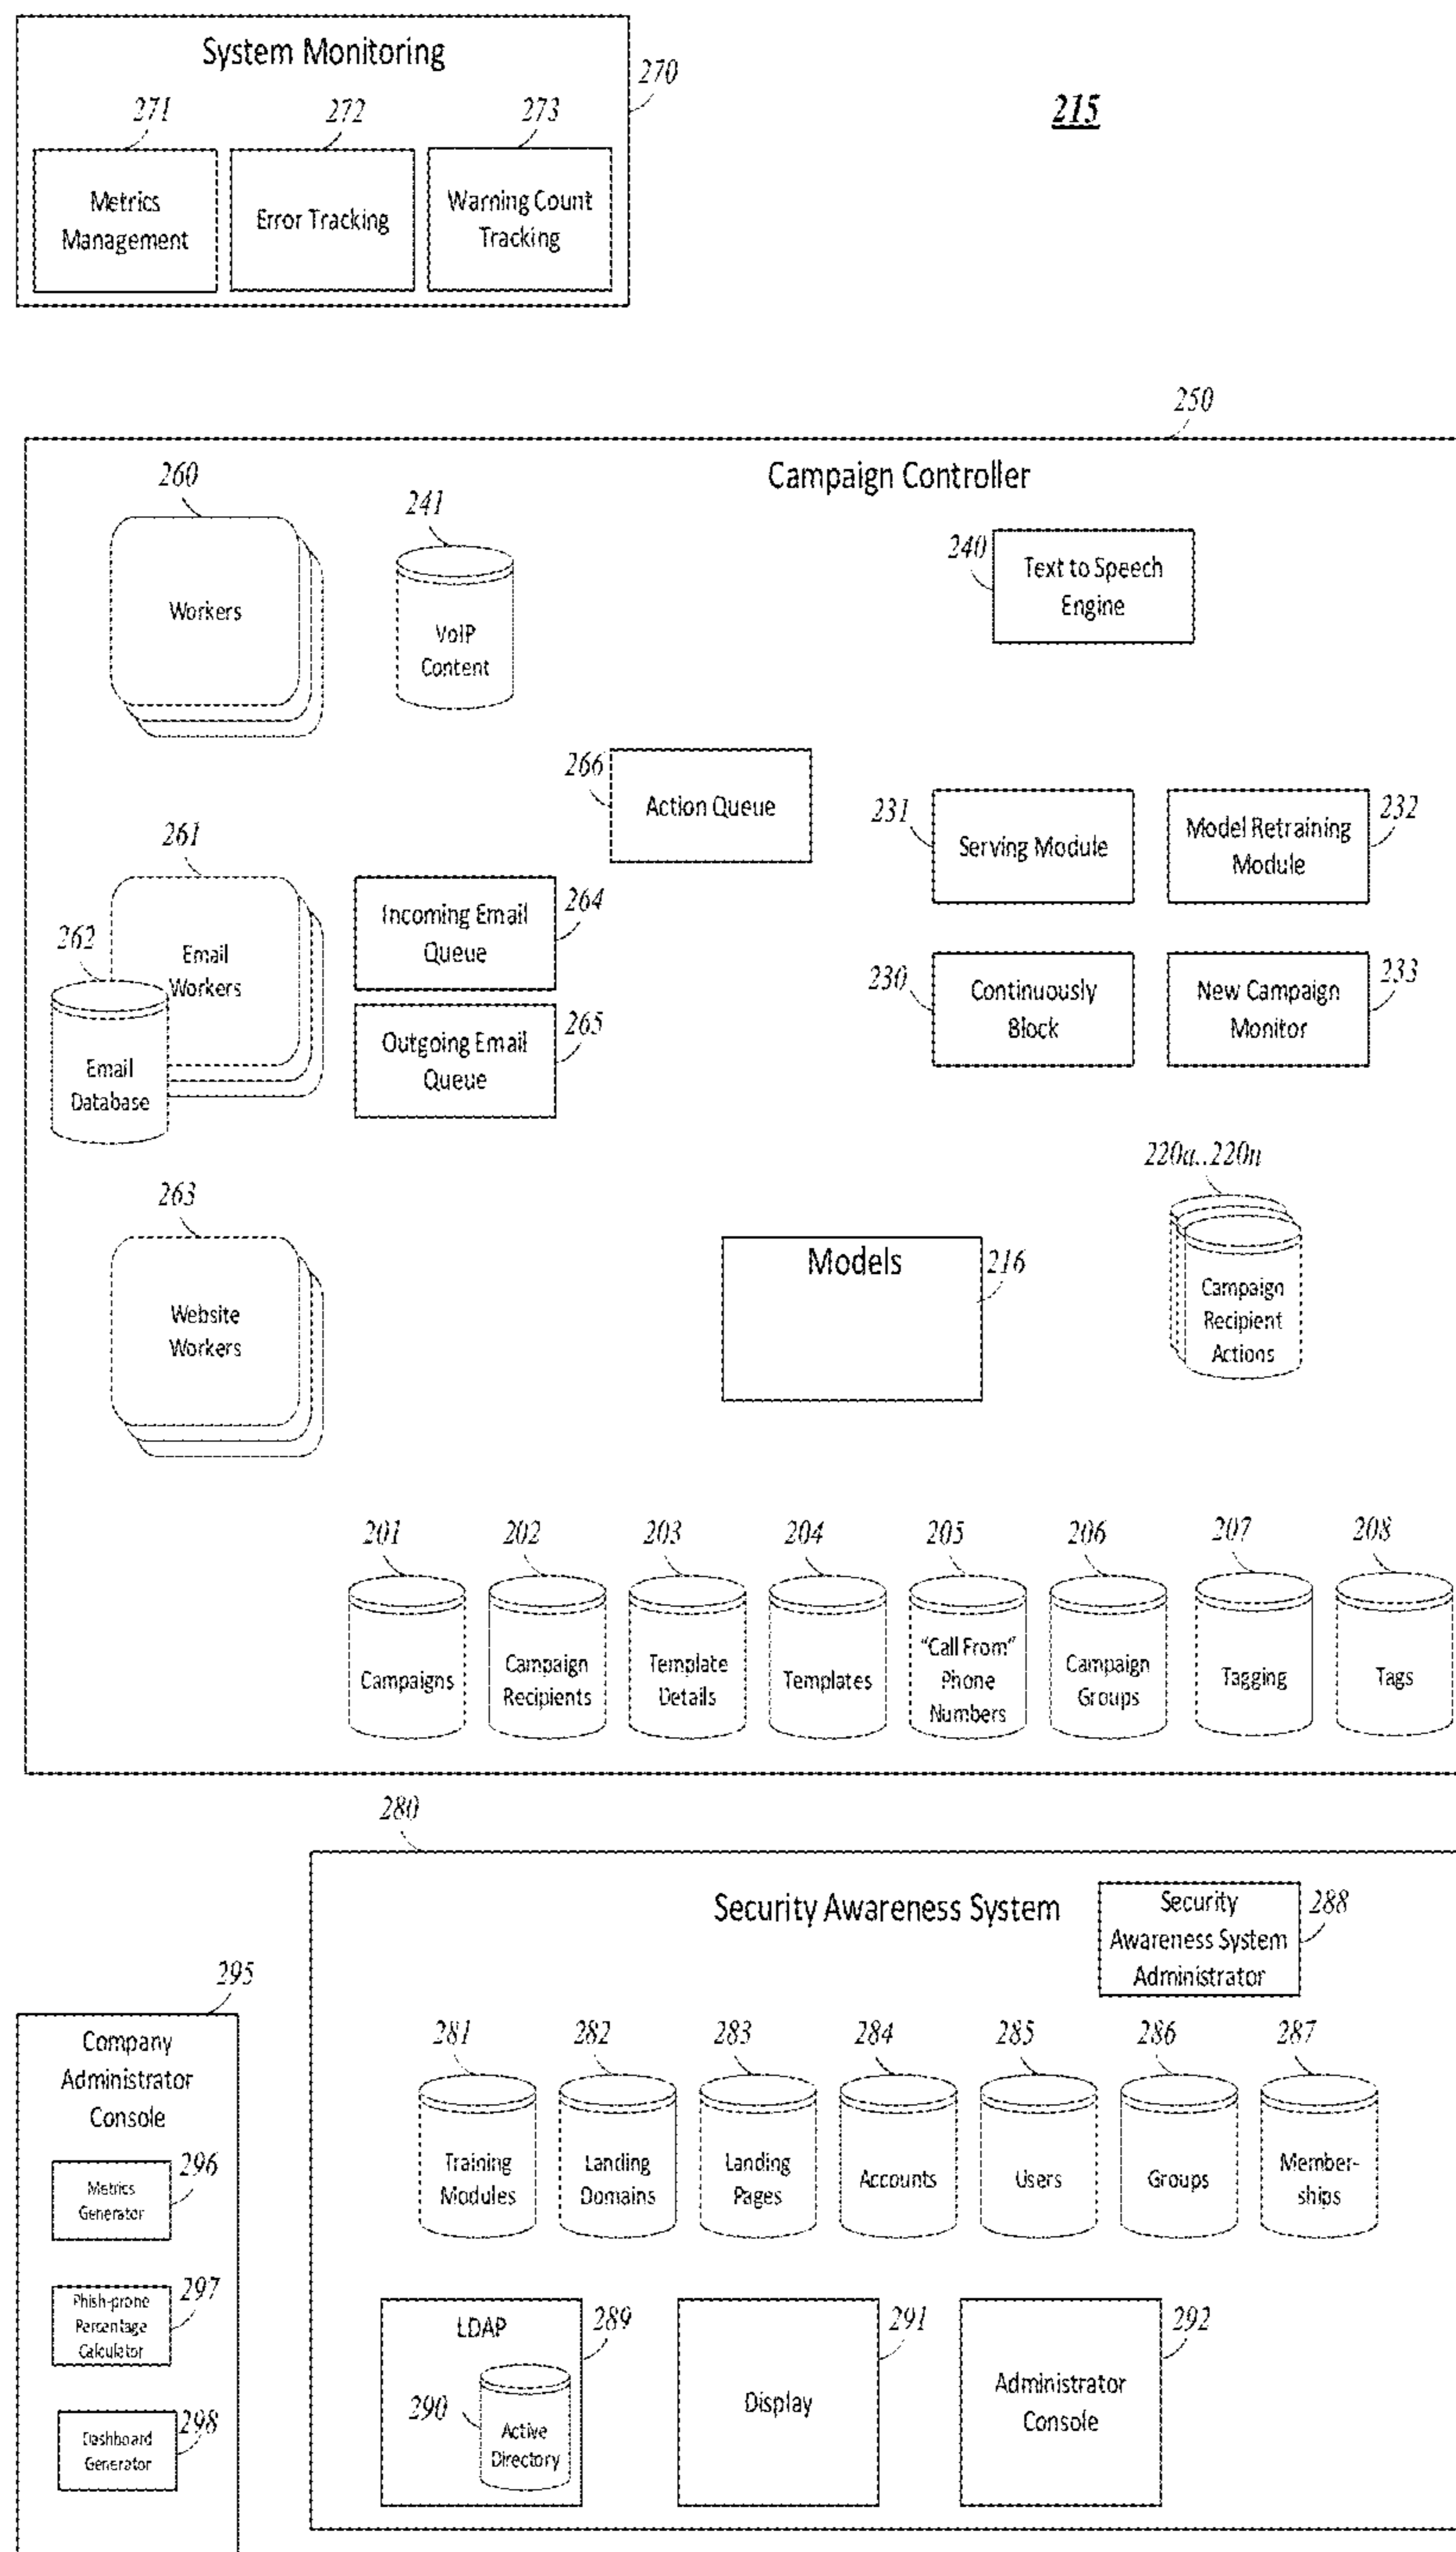 System Monitoring
270
215
271
272
273
Metrics
Management
Error Tracking
Warning Count
Tracking
250
Campaign Controller
260
Workers
241
VoIP
Content
240
Text to Speech
Engine
266
Action Queue
231
Serving Module
Model Retraining
Module
232
261
Email
Workers
262
Email
Database
Incoming Email
Queue
264
Outgoing Email
Queue
265
230
Continuously
Block
New Campaign
Monitor
233
220a..220n
Campaign
Recipient
Actions
263
Website
Workers
Models
216
201
202
203
204
205
206
207
208
Campaigns
Campaign
Recipients
Template
Details
Templates
"Call From"
Phone
Numbers
Campaign
Groups
Tagging
Tags
280
Security Awareness System
Security
Awareness System
Administrator
288
295
Company
Administrator
Console
Metrics
Generator
296
Phish-prone
Percentage
Calculator
297
Dashboard
Generator
298
281
282
283
284
285
286
287
Training
Modules
Landing
Domains
Landing
Pages
Accounts
Users
Groups
Member-
ships
LDAP
289
290
Active
Directory
Display
291
Administrator
Console
292